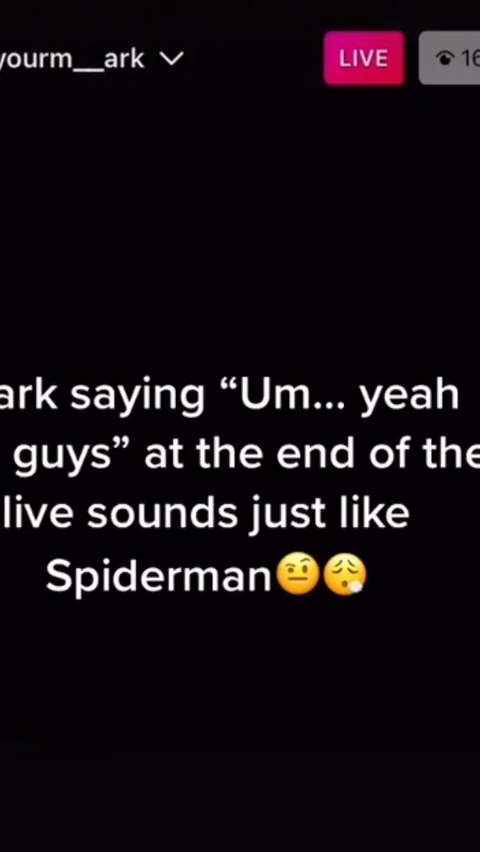 yourm__ark
LIVE
16
ark saying “Um... yeah
guys” at the end of the
live sounds just like
Spiderman🤨😮‍💨